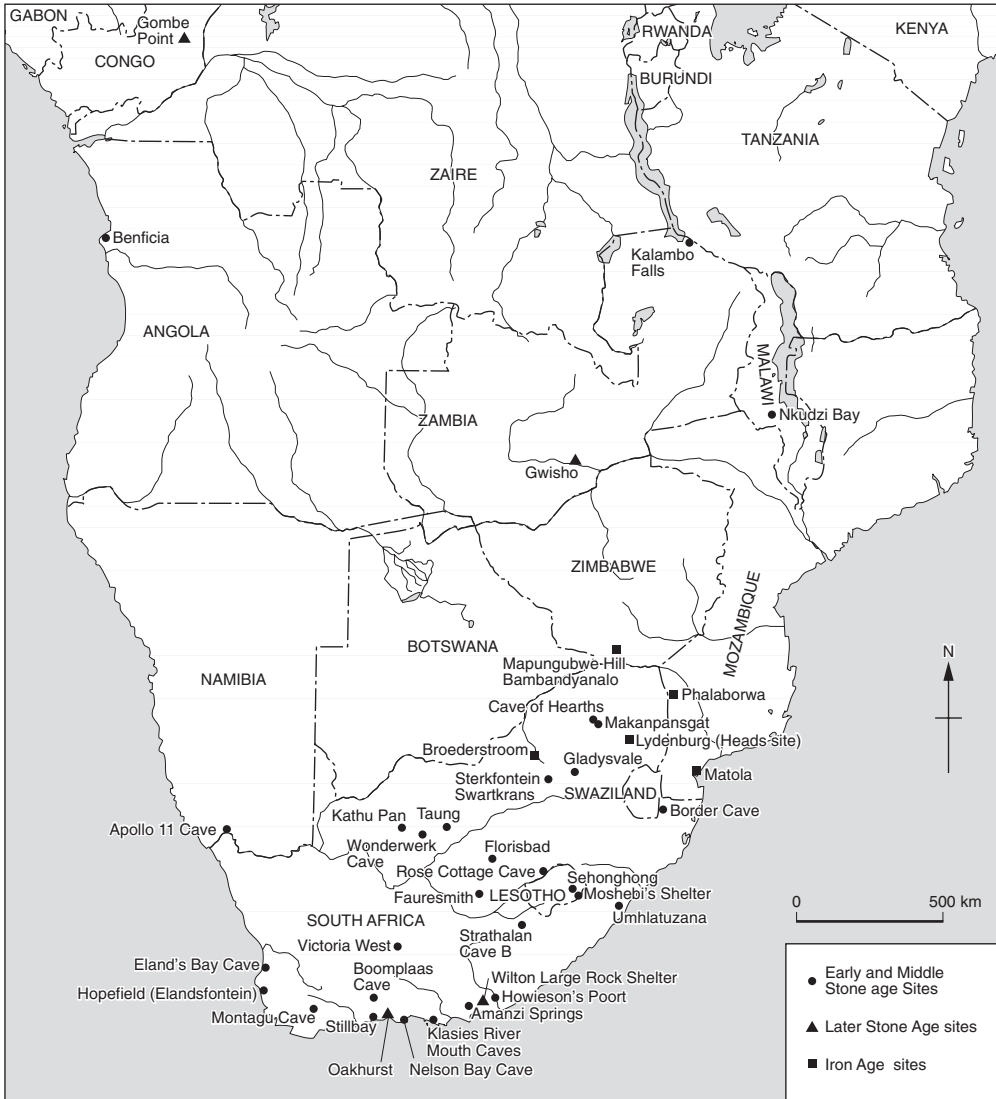 GABON
Gombe
Point
CONGO
RWANDA
KENYA
BURUNDI
TANZANIA
ZAIRE
Benficia
Kalambo
Falls
ANGOLA
MALAWI
ZAMBIA
Nkudzi Bay
Gwisho
ZIMBABWE
MOZAMBIQUE
BOTSWANA
NAMIBIA
Mapungubwe Hill
Bambandyanalo
Phalaborwa
Cave of Hearths
Makanpansgat
Lydenburg (Heads site)
Broederstroom
Gladysvale
Matola
Sterkfontein
Swartkrans
SWAZILAND
Border Cave
Kathu Pan
Taung
Apollo 11 Cave
Wonderwerk
Cave
Florisbad
Rose Cottage Cave
Sehonghong
Fauresmith
LESOTHO
Moshebi's Shelter
Umhlatuzana
SOUTH AFRICA
Strathalan
Cave B
Victoria West
Eland's Bay Cave
Boomplaas
Cave
Wilton Large Rock Shelter
Hopefield (Elandsfontein)
Howieson's Poort
Montagu Cave
Amanzi Springs
Stillbay
Klasies River
Mouth Caves
Oakhurst
Nelson Bay Cave
N
0 500 km
Early and Middle
Stone age Sites
Later Stone Age sites
Iron Age sites